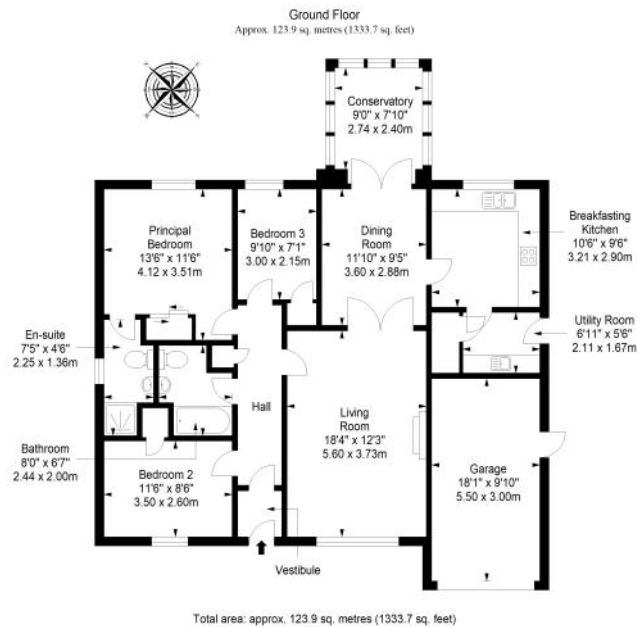 Ground Floor
Approx. 123.9 sq. metres (1333.7 sq. feet)
Conservatory
9'0" x 7'10"
2.74 x 2.40m
Principal
Bedroom
13'6" x 11'6"
4.12 x 3.51m
Bedroom 3
9'10" x 7'1"
3.00 x 2.15m
Dining
Room
11'10" x 9'5"
3.60 x 2.88m
Breakfasting
Kitchen
10'6" x 9'6"
3.21 x 2.90m
En-suite
7'5" x 4'6"
2.25 x 1.36m
Utility Room
6'11" x 5'6"
2.11 x 1.67m
Hall
Living
Room
18'4" x 12'3"
5.60 x 3.73m
Bathroom
8'0" x 6'7"
2.44 x 2.00m
Bedroom 2
11'6" x 8'6"
3.50 x 2.60m
Garage
18'1" x 9'10"
5.50 x 3.00m
Vestibule
Total area: approx. 123.9 sq. metres (1333.7 sq. feet)